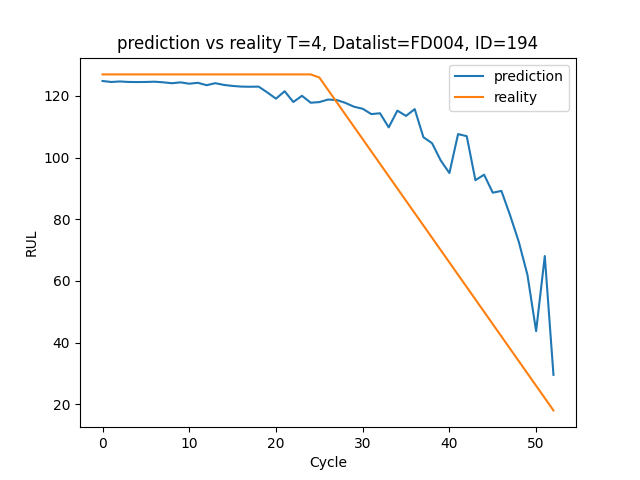 prediction vs reality T=4, Datalist=FD004, ID=194
prediction
reality
120
100
80
60
40
20
RUL
0 10 20 30 40 50
Cycle